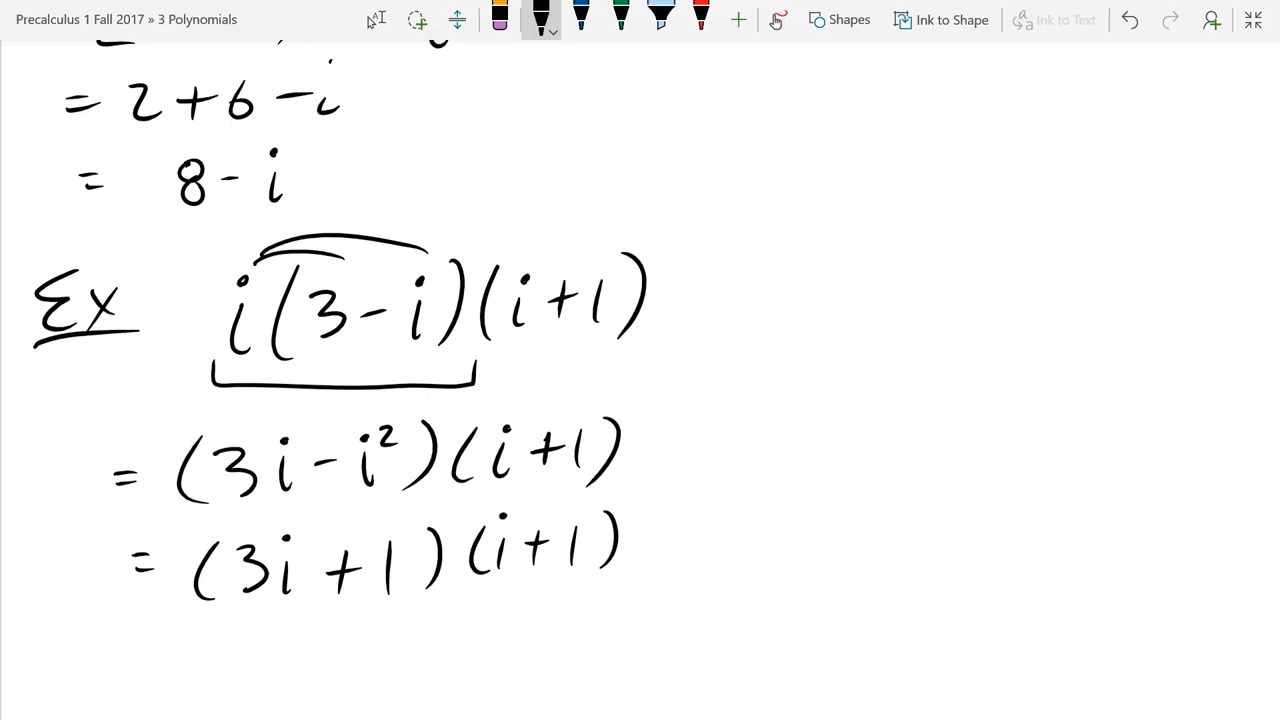 Precalculus 1 Fall 2017 » 3 Polynomials
Shapes
Ink to Shape
Ink to Text
= 2 + 6 - i
= 8 - i
Ex i(3 - i)(i + 1)
= (3i - i²)(i + 1)
= (3i + 1)(i + 1)